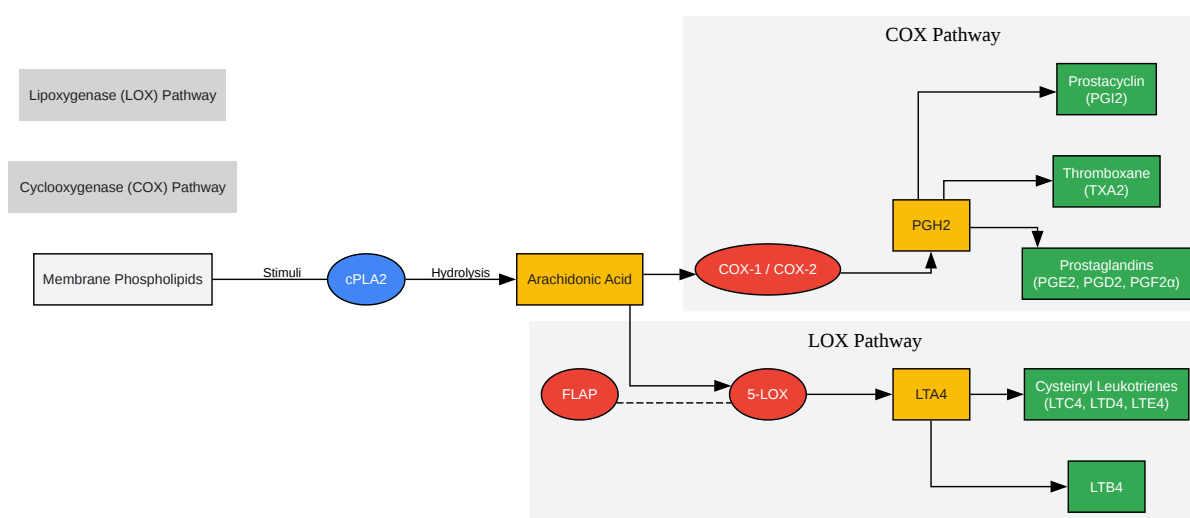 COX Pathway
Prostacyclin
(PGI2)
Lipoxygenase (LOX) Pathway
Thromboxane
(TXA2)
Cyclooxygenase (COX) Pathway
PGH2
Membrane Phospholipids
Stimuli
cPLA2
Hydrolysis
Arachidonic Acid
COX-1 / COX-2
Prostaglandins
(PGE2, PGD2, PGF2α)
LOX Pathway
FLAP
5-LOX
LTA4
Cysteinyl Leukotrienes
(LTC4, LTD4, LTE4)
LTB4